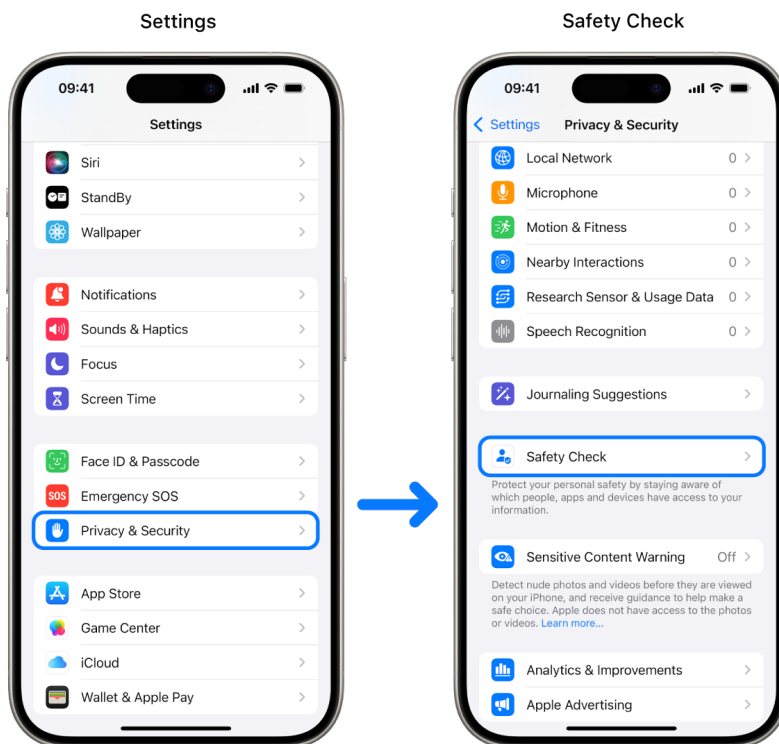 Settings
Safety Check
09:41
Settings
Siri
StandBy
Wallpaper
Notifications
Sounds & Haptics
Focus
Screen Time
Face ID & Passcode
SOS
Emergency SOS
Privacy & Security
App Store
Game Center
iCloud
Wallet & Apple Pay
09:41
Settings
Privacy & Security
Local Network 0
Microphone 0
Motion & Fitness 0
Nearby Interactions 0
Research Sensor & Usage Data 0
Speech Recognition 0
Journaling Suggestions
Safety Check
Protect your personal safety by staying aware of
which people, apps and devices have access to your
information.
Sensitive Content Warning Off
Detect nude photos and videos before they are viewed
on your iPhone, and receive guidance to help make a
safe choice. Apple does not have access to the photos
or videos. Learn more...
Analytics & Improvements
Apple Advertising